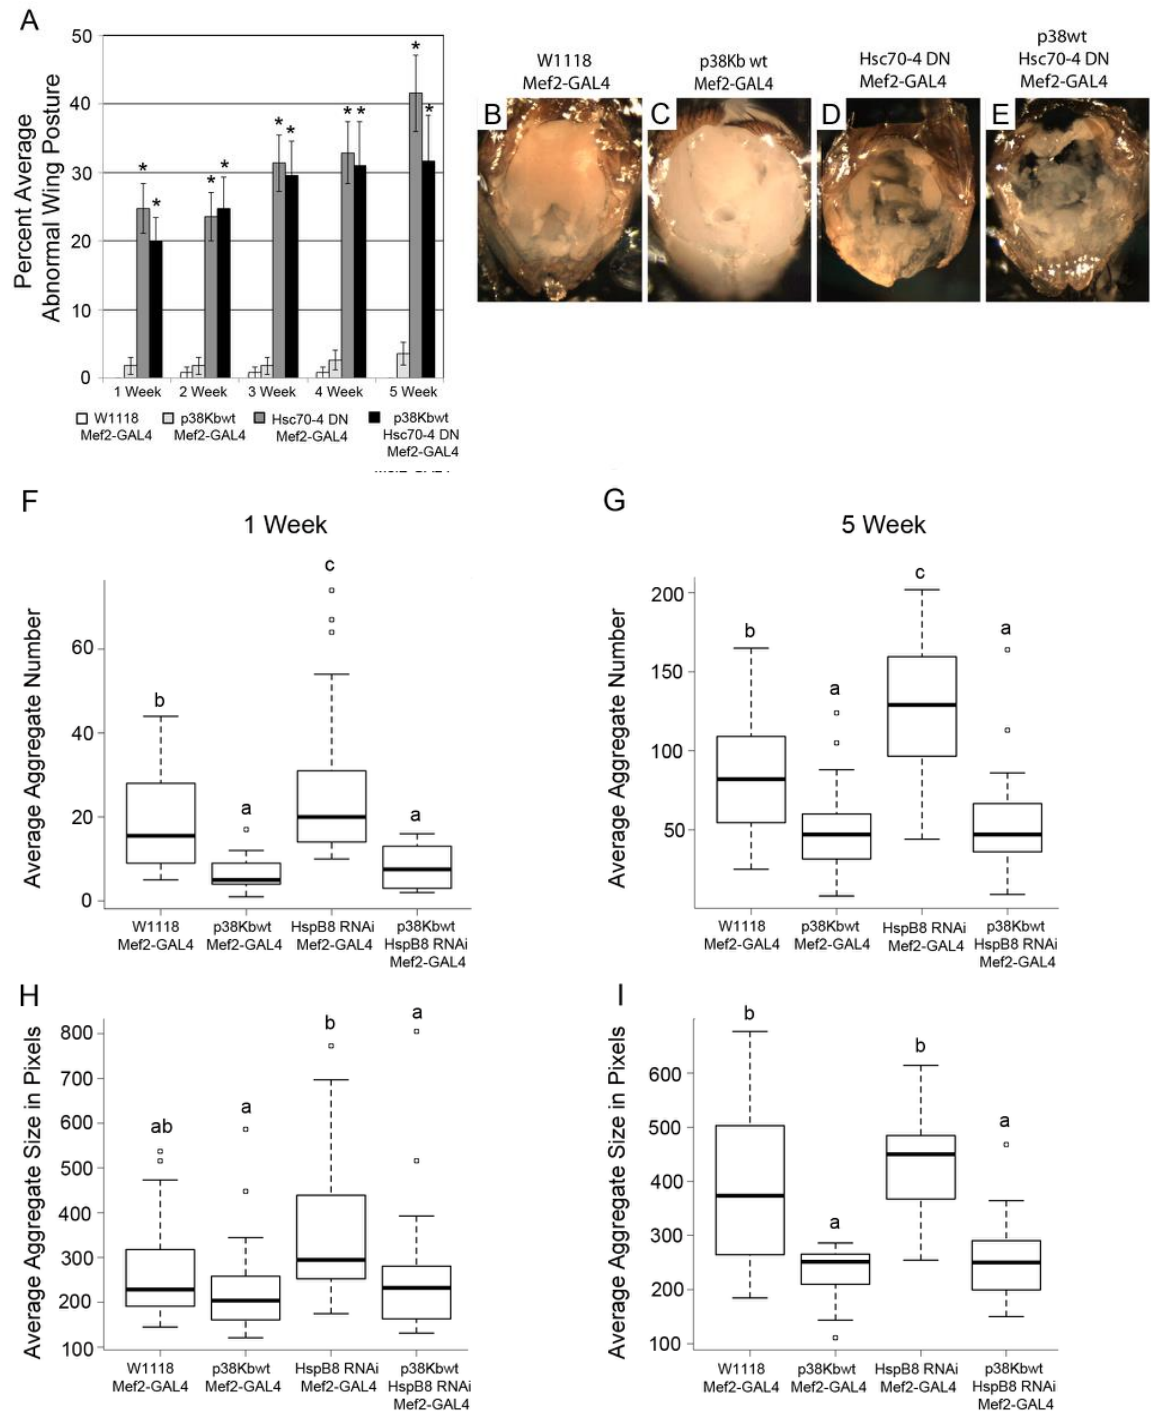 A
50
40
30
20
10
0
Percent Average
Abnormal Wing Posture
*
*
*
*
*
*
*
*
*
*
1 Week
2 Week
3 Week
4 Week
5 Week
W1118
Mef2-GAL4
p38Kbwt
Mef2-GAL4
Hsc70-4 DN
Mef2-GAL4
p38Kbwt
Hsc70-4 DN
Mef2-GAL4
W1118
Mef2-GAL4
B
p38Kb wt
Mef2-GAL4
C
Hsc70-4 DN
Mef2-GAL4
D
p38wt
Hsc70-4 DN
Mef2-GAL4
E
F
1 Week
Average Aggregate Number
60
40
20
0
b
a
c
a
W1118
Mef2-GAL4
p38Kbwt
Mef2-GAL4
HspB8 RNAi
Mef2-GAL4
p38Kbwt
HspB8 RNAi
Mef2-GAL4
G
5 Week
Average Aggregate Number
200
150
100
50
b
a
c
a
W1118
Mef2-GAL4
p38Kbwt
Mef2-GAL4
HspB8 RNAi
Mef2-GAL4
p38Kbwt
HspB8 RNAi
Mef2-GAL4
H
Average Aggregate Size in Pixels
800
700
600
500
400
300
200
100
ab
a
b
a
W1118
Mef2-GAL4
p38Kbwt
Mef2-GAL4
HspB8 RNAi
Mef2-GAL4
p38Kbwt
HspB8 RNAi
Mef2-GAL4
I
Average Aggregate Size in Pixels
600
500
400
300
200
100
b
a
b
a
W1118
Mef2-GAL4
p38Kbwt
Mef2-GAL4
HspB8 RNAi
Mef2-GAL4
p38Kbwt
HspB8 RNAi
Mef2-GAL4